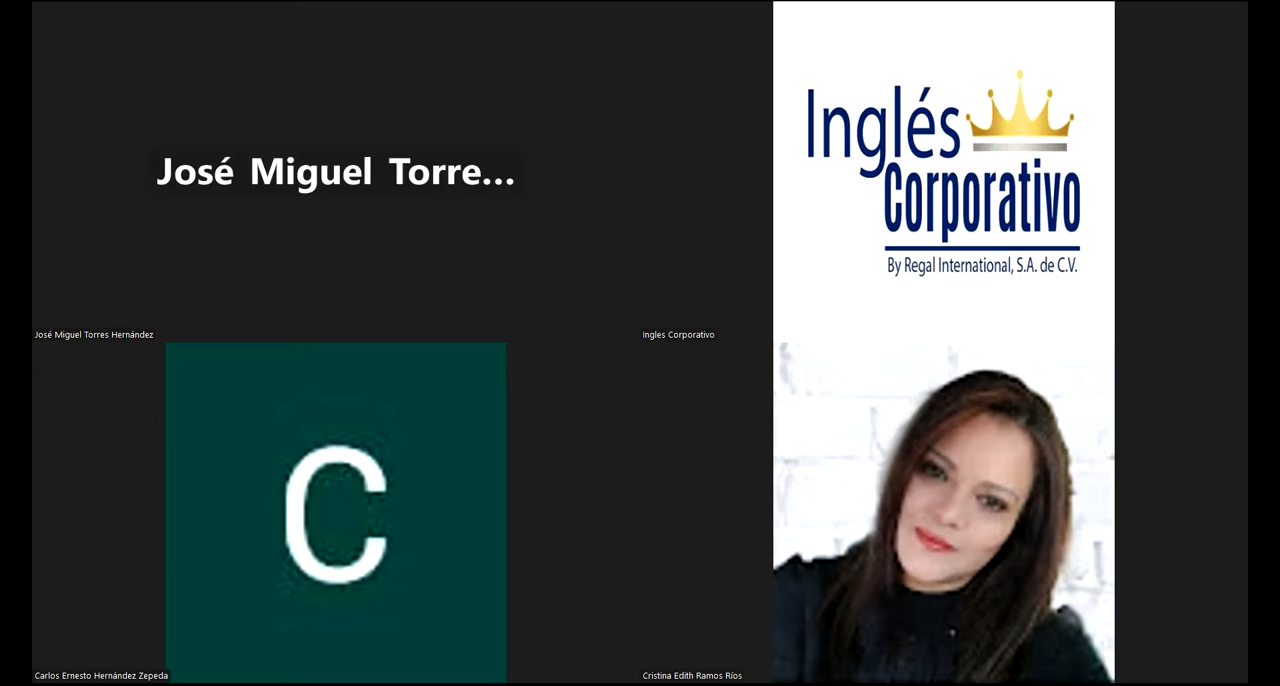 José Miguel Torre...
José Miguel Torres Hernández
Inglés
Corporativo
By Regal International, S.A. de C.V.
Ingles Corporativo
C
Carlos Ernesto Hernández Zepeda
Cristina Edith Ramos Ríos